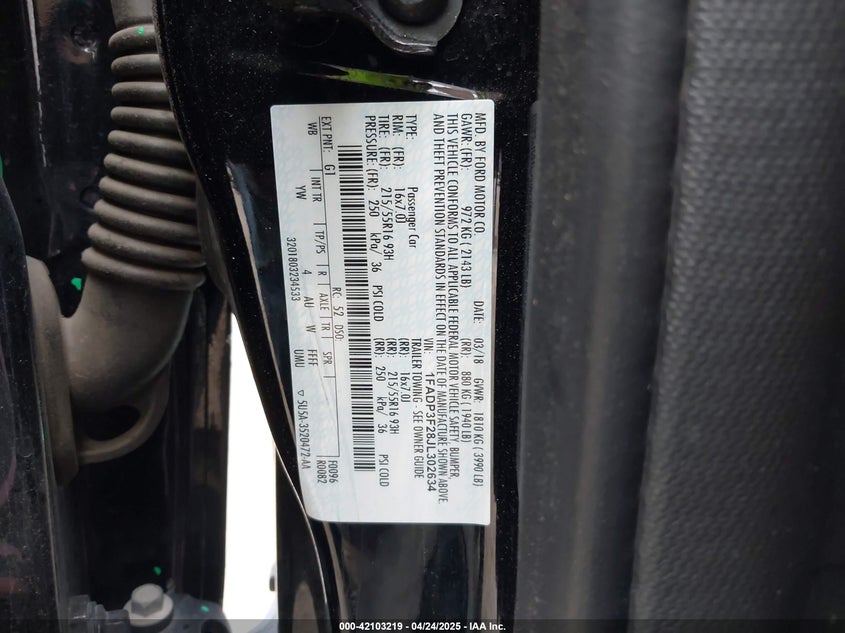 MFD. BY FORD MOTOR CO.
DATE: 03/18 GVWR: 1810 KG ( 3990 LB)
GAWR: (FR): 972 KG ( 2143 LB) (RR): 880 KG ( 1940 LB)
THIS VEHICLE CONFORMS TO ALL APPLICABLE FEDERAL MOTOR VEHICLE SAFETY, BUMPER,
AND THEFT PREVENTION STANDARDS IN EFFECT ON THE DATE OF MANUFACTURE SHOWN ABOVE.
VIN: 1FADP3F28JL302634
TYPE: Passenger Car TRAILER TOWING - SEE OWNER GUIDE
RIM: (FR): 16x7.0J (RR): 16x7.0J
TIRE: (FR): 215/55R16 93H (RR): 215/55R16 93H
PRESSURE: (FR): 250 kPa/ 36 PSI COLD (RR): 250 kPa/ 36 PSI COLD
EXT PNT: G1 RC: 52 DSO: F0096
R0082
WB INT TR TP/PS R AXLE TR SPR
YW 4 AU W FFFF UMU
3201803234533 ▽ 5U5A-3520472-AA
000-42103219 - 04/24/2025 - IAA Inc.